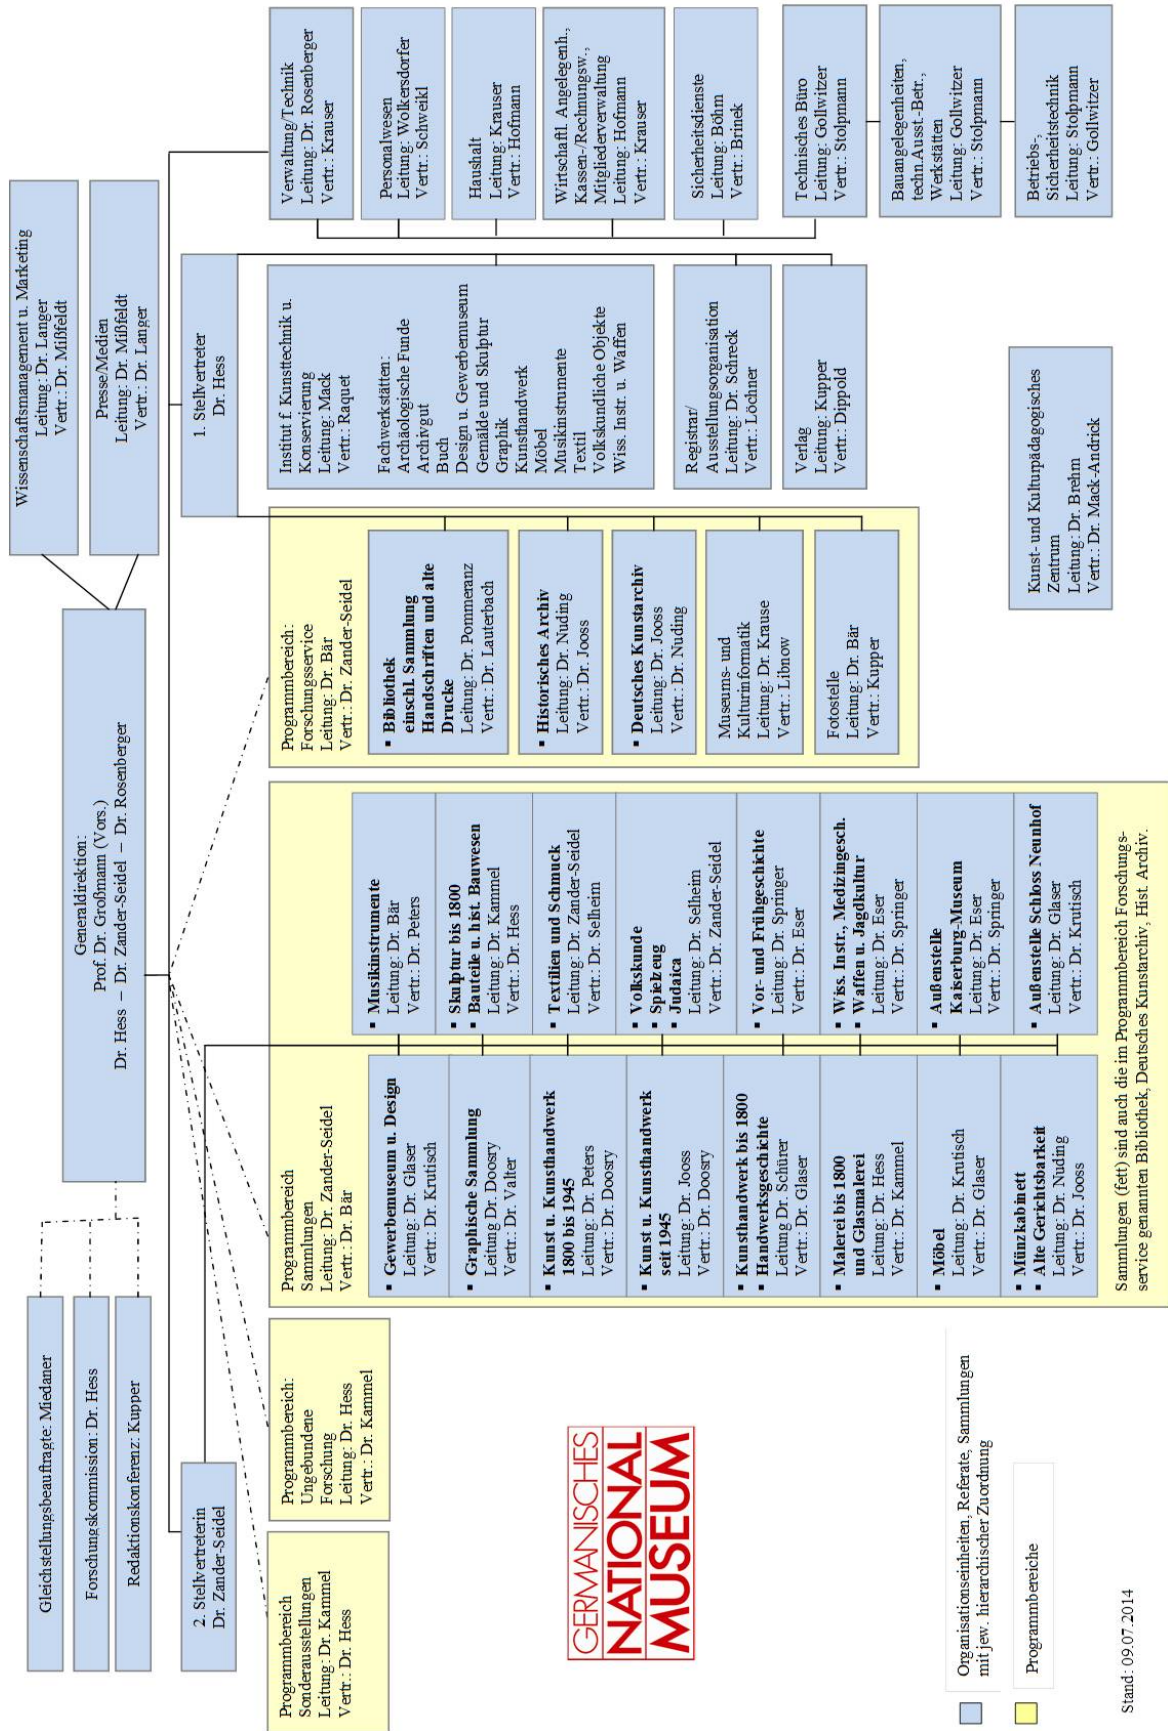 Gleichstellungsbeauftragte: Miedaner
Forschungskommission: Dr. Hess
Redaktionskonferenz: Kupper
Generaldirektion:
Prof. Dr. Großmann (Vors.)
Dr. Hess – Dr. Zander-Seidel – Dr. Rosenberger
Wissenschaftsmanagement u. Marketing
Leitung: Dr. Langer
Vertr.: Dr. Mißfeldt
Presse/Medien
Leitung: Dr. Mißfeldt
Vertr.: Dr. Langer
2. Stellvertreterin
Dr. Zander-Seidel
1. Stellvertreter
Dr. Hess
Programmbereich
Sonderausstellungen
Leitung: Dr. Kammel
Vertr.: Dr. Hess
Programmbereich:
Ungebundene
Forschung
Leitung: Dr. Hess
Vertr.: Dr. Kammel
Programmbereich
Sammlungen
Leitung: Dr. Zander-Seidel
Vertr.: Dr. Bär
▪ Gewerbemuseum u. Design
Leitung: Dr. Glaser
Vertr.: Dr. Krutisch
▪ Graphische Sammlung
Leitung Dr. Doosry
Vertr.: Dr. Valter
▪ Kunst u. Kunsthandwerk
1800 bis 1945
Leitung: Dr. Peters
Vertr.: Dr. Doosry
▪ Kunst u. Kunsthandwerk
seit 1945
Leitung: Dr. Jooss
Vertr.: Dr. Doosry
▪ Kunsthandwerk bis 1800
▪ Handwerksgeschichte
Leitung Dr. Schürer
Vertr.: Dr. Glaser
▪ Malerei bis 1800
und Glasmalerei
Leitung: Dr. Hess
Vertr.: Dr. Kammel
▪ Möbel
Leitung: Dr. Krutisch
Vertr.: Dr. Glaser
▪ Münzkabinett
▪ Alte Gerichtsbarkeit
Leitung: Dr. Nuding
Vertr.: Dr. Jooss
▪ Musikinstrumente
Leitung: Dr. Bär
Vertr.: Dr. Peters
▪ Skulptur bis 1800
▪ Bauteile u. hist. Bauwesen
Leitung: Dr. Kammel
Vertr.: Dr. Hess
▪ Textilien und Schmuck
Leitung: Dr. Zander-Seidel
Vertr.: Dr. Selheim
▪ Volkskunde
▪ Spielzeug
▪ Judaica
Leitung: Dr. Selheim
Vertr.: Dr. Zander-Seidel
▪ Vor- und Frühgeschichte
Leitung: Dr. Springer
Vertr.: Dr. Eser
▪ Wiss. Instr., Medizingesch.
▪ Waffen u. Jagdkultur
Leitung: Dr. Eser
Vertr.: Dr. Springer
▪ Außenstelle
Kaiserburg-Museum
Leitung: Dr. Eser
Vertr.: Dr. Springer
▪ Außenstelle Schloss Neunhof
Leitung: Dr. Glaser
Vertr.: Dr. Krutisch
Sammlungen (fett) sind auch die im Programmbereich Forschungs-
service genannten Bibliothek, Deutsches Kunstarchiv, Hist. Archiv.
Programmbereich:
Forschungsservice
Leitung: Dr. Bär
Vertr.: Dr. Zander-Seidel
▪ Bibliothek
einschl. Sammlung
Handschriften und alte
Drucke
Leitung: Dr. Pommeranz
Vertr.: Dr. Lauterbach
▪ Historisches Archiv
Leitung: Dr. Nuding
Vertr.: Dr. Jooss
▪ Deutsches Kunstarchiv
Leitung: Dr. Jooss
Vertr.: Dr. Nuding
Museums- und
Kulturinformatik
Leitung: Dr. Krause
Vertr.: Libnow
Fotostelle
Leitung: Dr. Bär
Vertr.: Kupper
Institut f. Kunsttechnik u.
Konservierung
Leitung: Mack
Vertr.: Raquet
Fachwerkstätten:
Archäologische Funde
Archivgut
Buch
Design u. Gewerbemuseum
Gemälde und Skulptur
Graphik
Kunsthandwerk
Möbel
Musikinstrumente
Textil
Volkskundliche Objekte
Wiss. Instr. u. Waffen
Registrar/
Ausstellungsorganisation
Leitung: Dr. Schreck
Vertr.: Löchner
Verlag
Leitung: Kupper
Vertr.: Dippold
Verwaltung/Technik
Leitung: Dr. Rosenberger
Vertr.: Krauser
Personalwesen
Leitung: Wolkersdorfer
Vertr.: Schweikl
Haushalt
Leitung: Krauser
Vertr.: Hofmann
Wirtschaftl. Angelegenh.,
Kassen-/Rechnungsw.,
Mitgliederverwaltung
Leitung: Hofmann
Vertr.: Krauser
Sicherheitsdienste
Leitung: Böhm
Vertr.: Brinek
Technisches Büro
Leitung: Gollwitzer
Vertr.: Stolpmann
Bauangelegenheiten,
techn.Ausst.-Betr.,
Werkstätten
Leitung: Gollwitzer
Vertr.: Stolpmann
Betriebs-,
Sicherheitstechnik
Leitung: Stolpmann
Vertr.: Gollwitzer
Kunst- und Kulturpädagogisches
Zentrum
Leitung: Dr. Brehm
Vertr.: Dr. Mack-Andrick
GERMANISCHES
NATIONAL
MUSEUM
Organisationseinheiten, Referate, Sammlungen
mit jew. hierarchischer Zuordnung
Programmbereiche
Stand: 09.07.2014